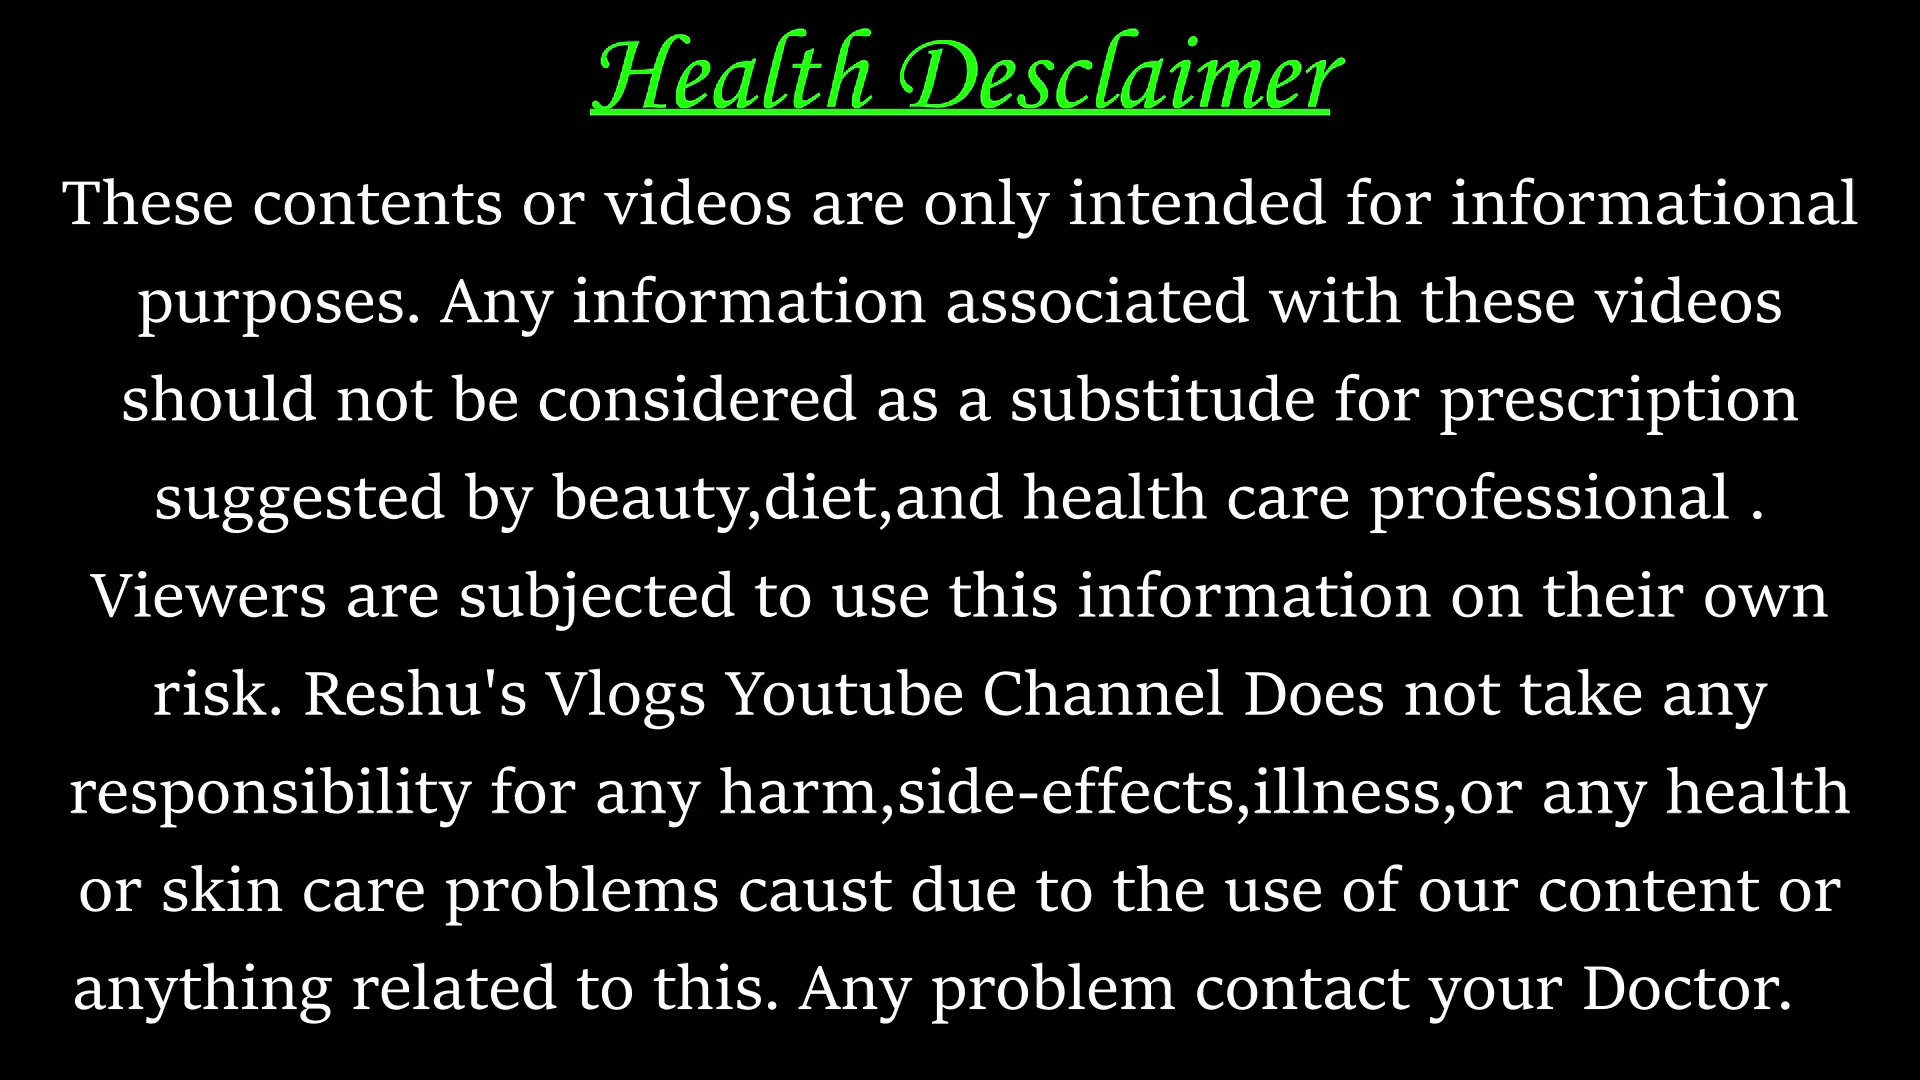 Health Desclaimer
These contents or videos are only intended for informational
purposes. Any information associated with these videos
should not be considered as a substitude for prescription
suggested by beauty,diet,and health care professional .
Viewers are subjected to use this information on their own
risk. Reshu's Vlogs Youtube Channel Does not take any
responsibility for any harm,side-effects,illness,or any health
or skin care problems caust due to the use of our content or
anything related to this. Any problem contact your Doctor.